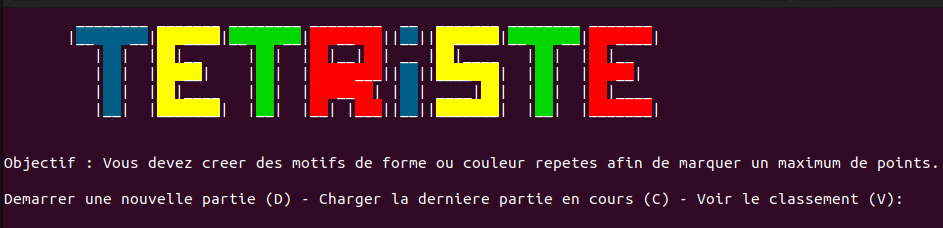 TETRiSTE
Objectif : Vous devez creer des motifs de forme ou couleur repetes afin de marquer un maximum de points.
Demarrer une nouvelle partie (D) - Charger la derniere partie en cours (C) - Voir le classement (V):